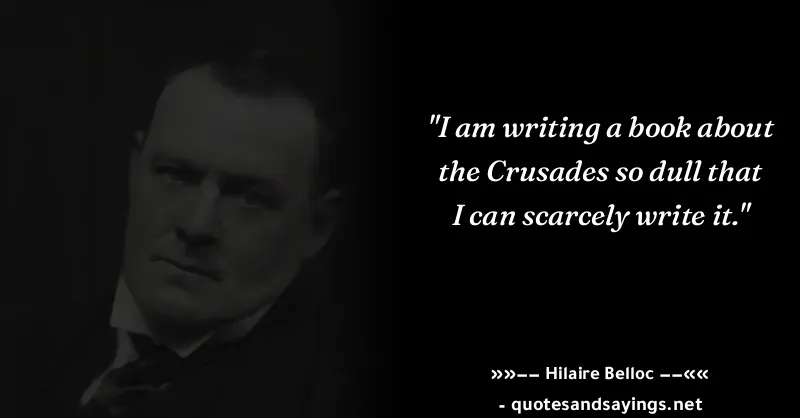 "I am writing a book about
the Crusades so dull that
I can scarcely write it."
»»−− Hilaire Belloc −−««
- quotesandsayings.net